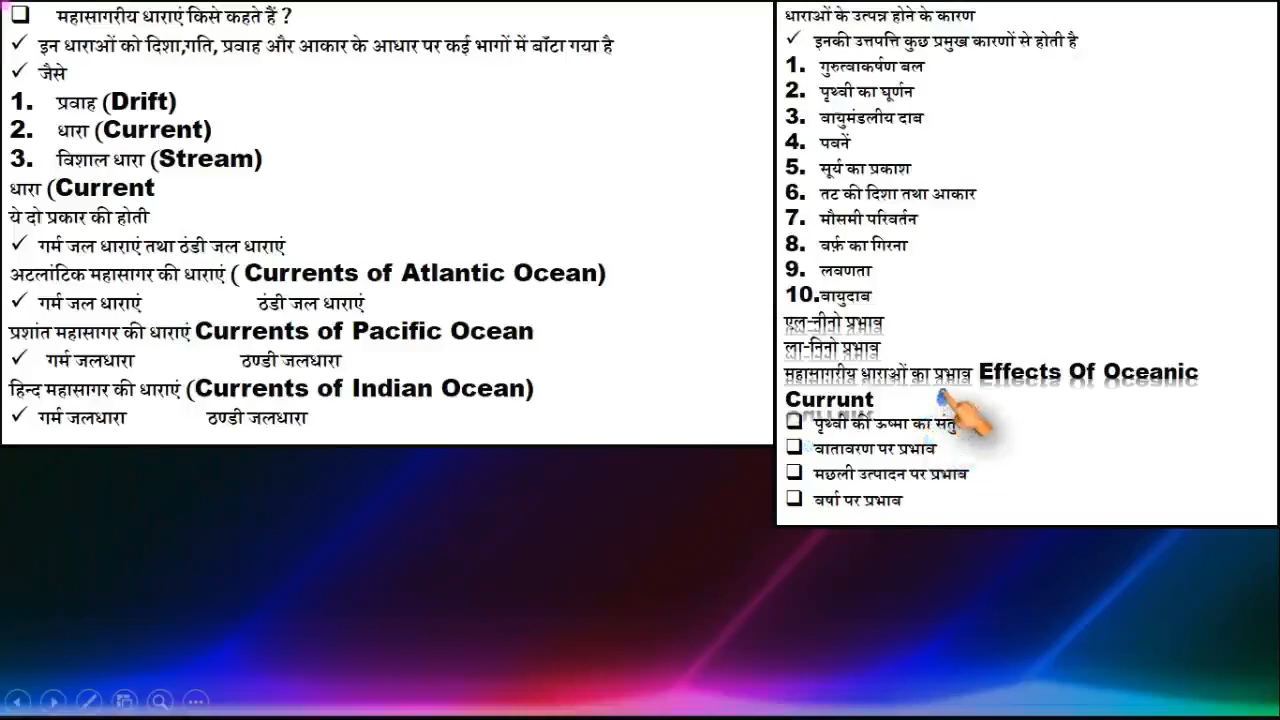 महासागरीय धाराएं किसे कहते हैं ?
इन धाराओं को दिशा,गति, प्रवाह और आकार के आधार पर कई भागों में बाँटा गया है
जैसे
1. प्रवाह (Drift)
2. धारा (Current)
3. विशाल धारा (Stream)
धारा (Current
ये दो प्रकार की होती
गर्म जल धाराएं तथा ठंडी जल धाराएं
अटलांटिक महासागर की धाराएं ( Currents of Atlantic Ocean)
गर्म जल धाराएं ठंडी जल धाराएं
प्रशांत महासागर की धाराएं Currents of Pacific Ocean
गर्म जलधारा ठण्डी जलधारा
हिन्द महासागर की धाराएं (Currents of Indian Ocean)
गर्म जलधारा ठण्डी जलधारा
धाराओं के उत्पन्न होने के कारण
इनकी उत्तपत्ति कुछ प्रमुख कारणों से होती है
1. गुरुत्वाकर्षण बल
2. पृथ्वी का घूर्णन
3. वायुमंडलीय दाब
4. पवनें
5. सूर्य का प्रकाश
6. तट की दिशा तथा आकार
7. मौसमी परिवर्तन
8. बर्फ़ का गिरना
9. लवणता
10. वायुदाब
एल-नीनो प्रभाव
ला-निनो प्रभाव
महासागरीय धाराओं का प्रभाव Effects Of Oceanic
Currunt
पृथ्वी की ऊष्मा का
वातावरण पर प्रभाव
मछली उत्पादन पर प्रभाव
वर्षा पर प्रभाव